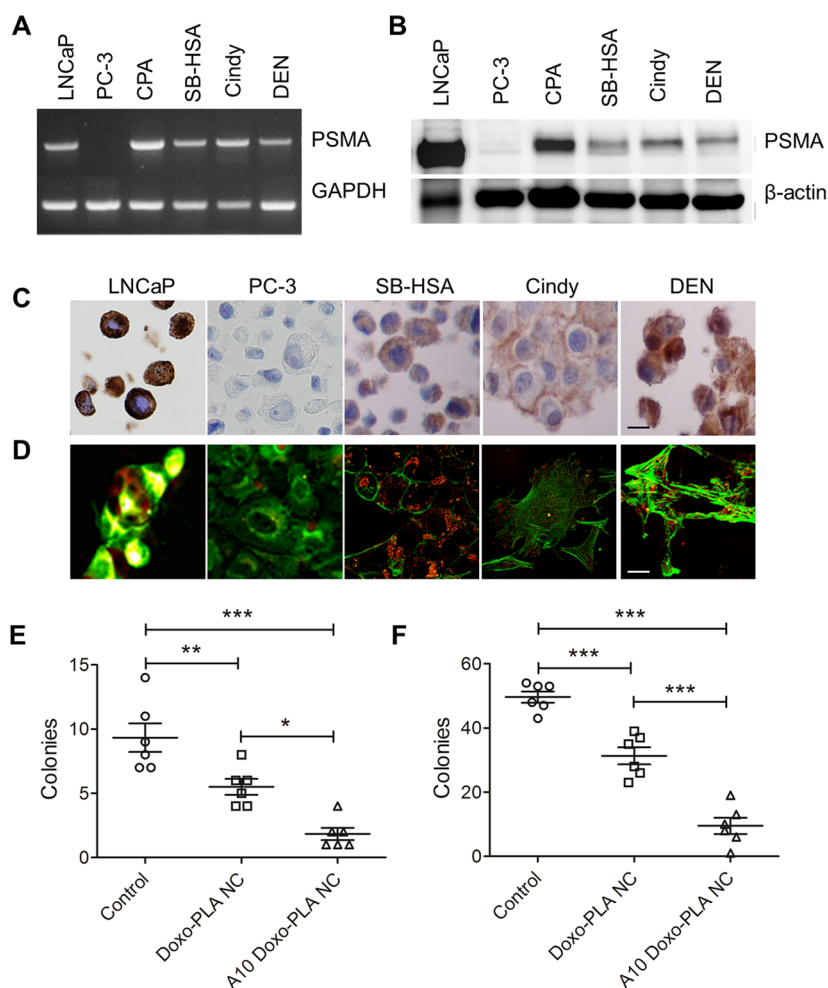 A
LNCaP
PC-3
CPA
SB-HSA
Cindy
DEN
PSMA
GAPDH
B
LNCaP
PC-3
CPA
SB-HSA
Cindy
DEN
PSMA
β-actin
C
LNCaP
PC-3
SB-HSA
Cindy
DEN
D
E
***
**
*
15
10
5
0
Colonies
Control
Doxo-PLA NC
A10 Doxo-PLA NC
F
***
***
***
60
40
20
0
Colonies
Control
Doxo-PLA NC
A10 Doxo-PLA NC